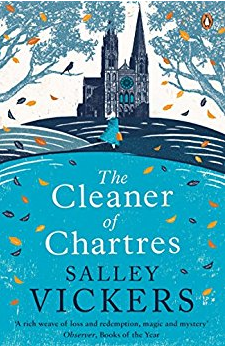 The
Cleaner
of
Chartres
SALLEY
VICKERS
'A rich weave of loss and redemption, magic and mystery'
Observer, Books of the Year